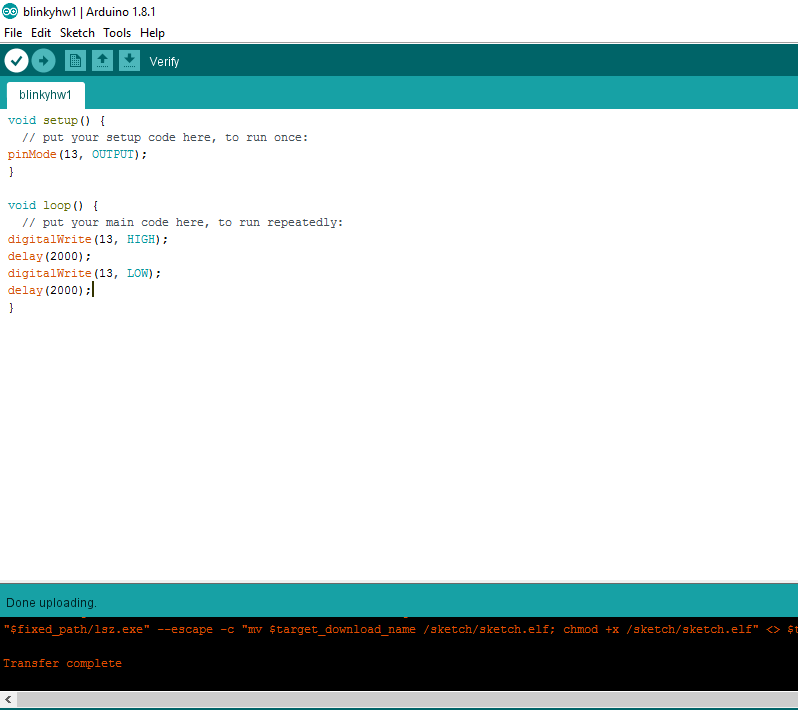 blinkyhw1 | Arduino 1.8.1
File Edit Sketch Tools Help
Verify
blinkyhw1
void setup() {
  // put your setup code here, to run once:
pinMode(13, OUTPUT);
}
void loop() {
  // put your main code here, to run repeatedly:
digitalWrite(13, HIGH);
delay(2000);
digitalWrite(13, LOW);
delay(2000);
}
Done uploading.
"$fixed_path/lsz.exe" --escape -c "mv $target_download_name /sketch/sketch.elf; chmod +x /sketch/sketch.elf" <> $t
Transfer complete